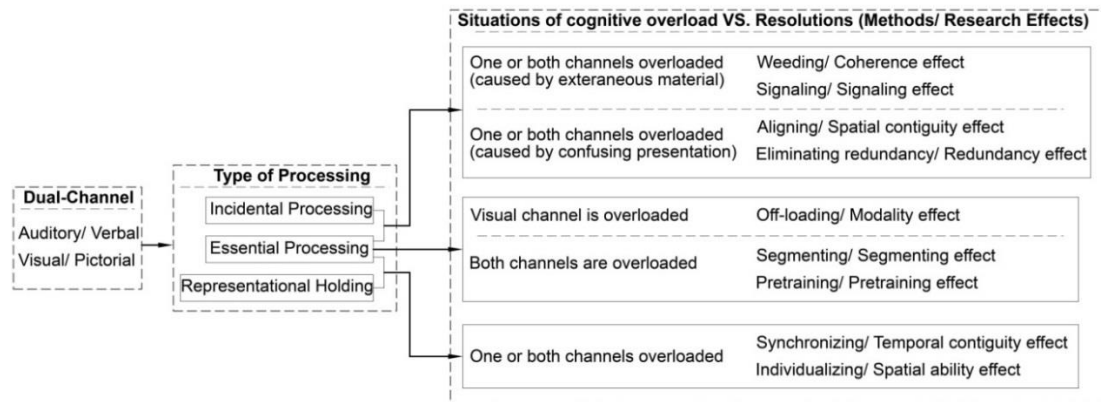 Situations of cognitive overload VS. Resolutions (Methods/ Research Effects)
One or both channels overloaded
(caused by exteraneous material)
Weeding/ Coherence effect
Signaling/ Signaling effect
One or both channels overloaded
(caused by confusing presentation)
Aligning/ Spatial contiguity effect
Eliminating redundancy/ Redundancy effect
Type of Processing
Dual-Channel
Incidental Processing
Auditory/ Verbal
Visual/ Pictorial
Essential Processing
Representational Holding
Visual channel is overloaded
Off-loading/ Modality effect
Both channels are overloaded
Segmenting/ Segmenting effect
Pretraining/ Pretraining effect
One or both channels overloaded
Synchronizing/ Temporal contiguity effect
Individualizing/ Spatial ability effect